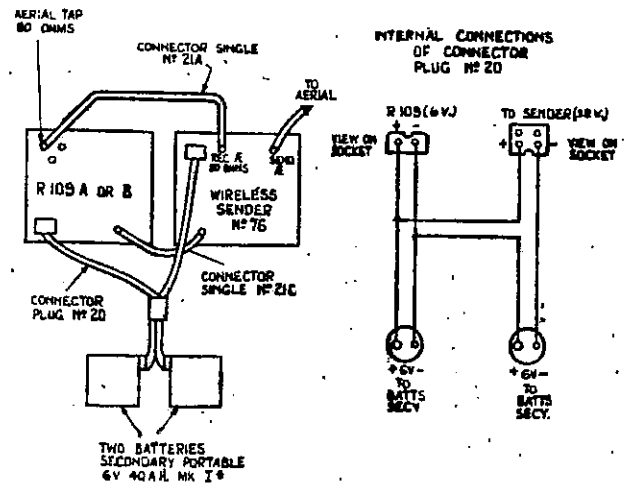 AERIAL TAP
80 OHMS
CONNECTOR SINGLE
Nº 21A
TO
AERIAL
R109 A OR B
REC Æ
80 OHMS
SEND
Æ
WIRELESS
SENDER
Nº 76
CONNECTOR
PLUG Nº 20
CONNECTOR
SINGLE Nº 21C
TWO BATTERIES
SECONDARY PORTABLE
6V 40 A.H. MK I*
INTERNAL CONNECTIONS
OF CONNECTOR
PLUG Nº 20
R 109 (6 V.)
+ -
VIEW ON
SOCKET
TO SENDER (12 V.)
+ -
VIEW ON
SOCKET
+ 6V -
TO
BATTS
SECY
+ 6V -
TO
BATTS
SECY.